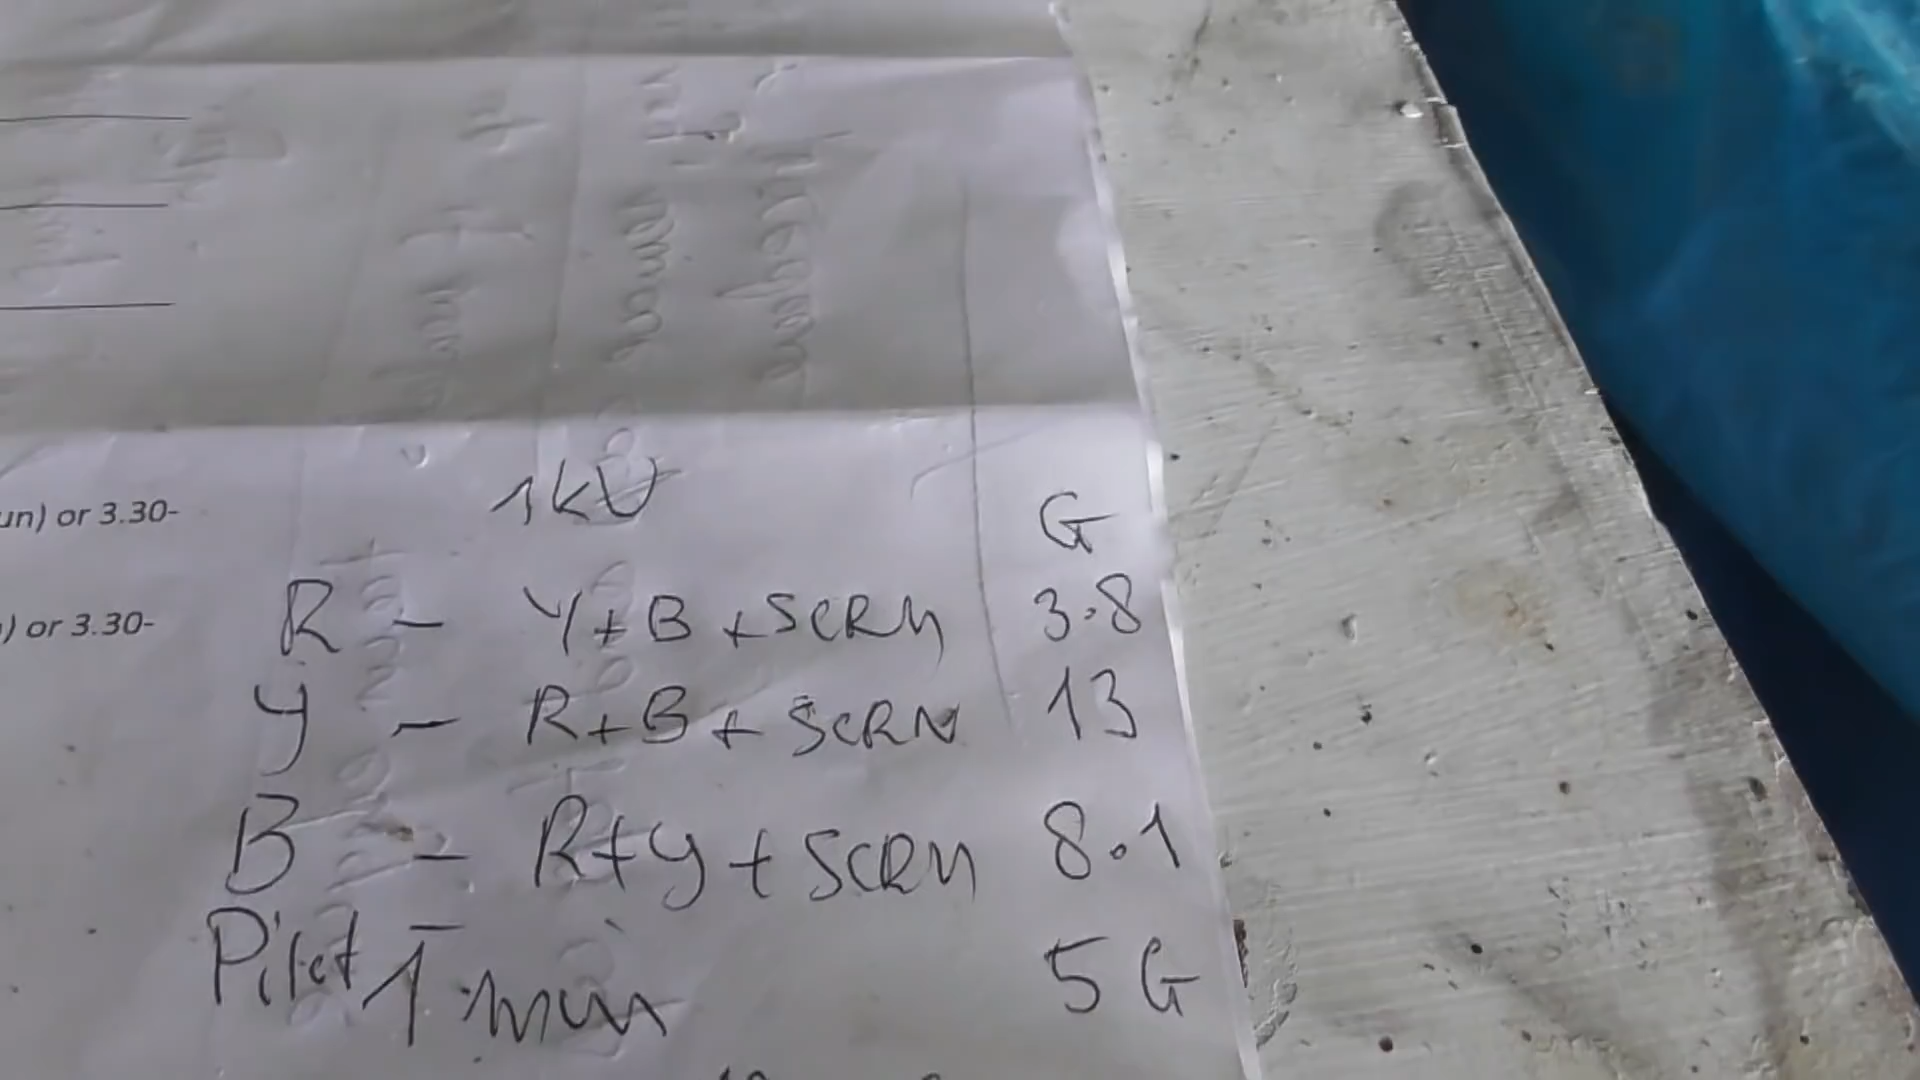 un) or 3.30-
) or 3.30-
1kV
G
R - Y+B+SCRN 3.8
Y - R+B+SCRN 13
B - R+Y+SCRN 8.1
Pilot 1 min 5G